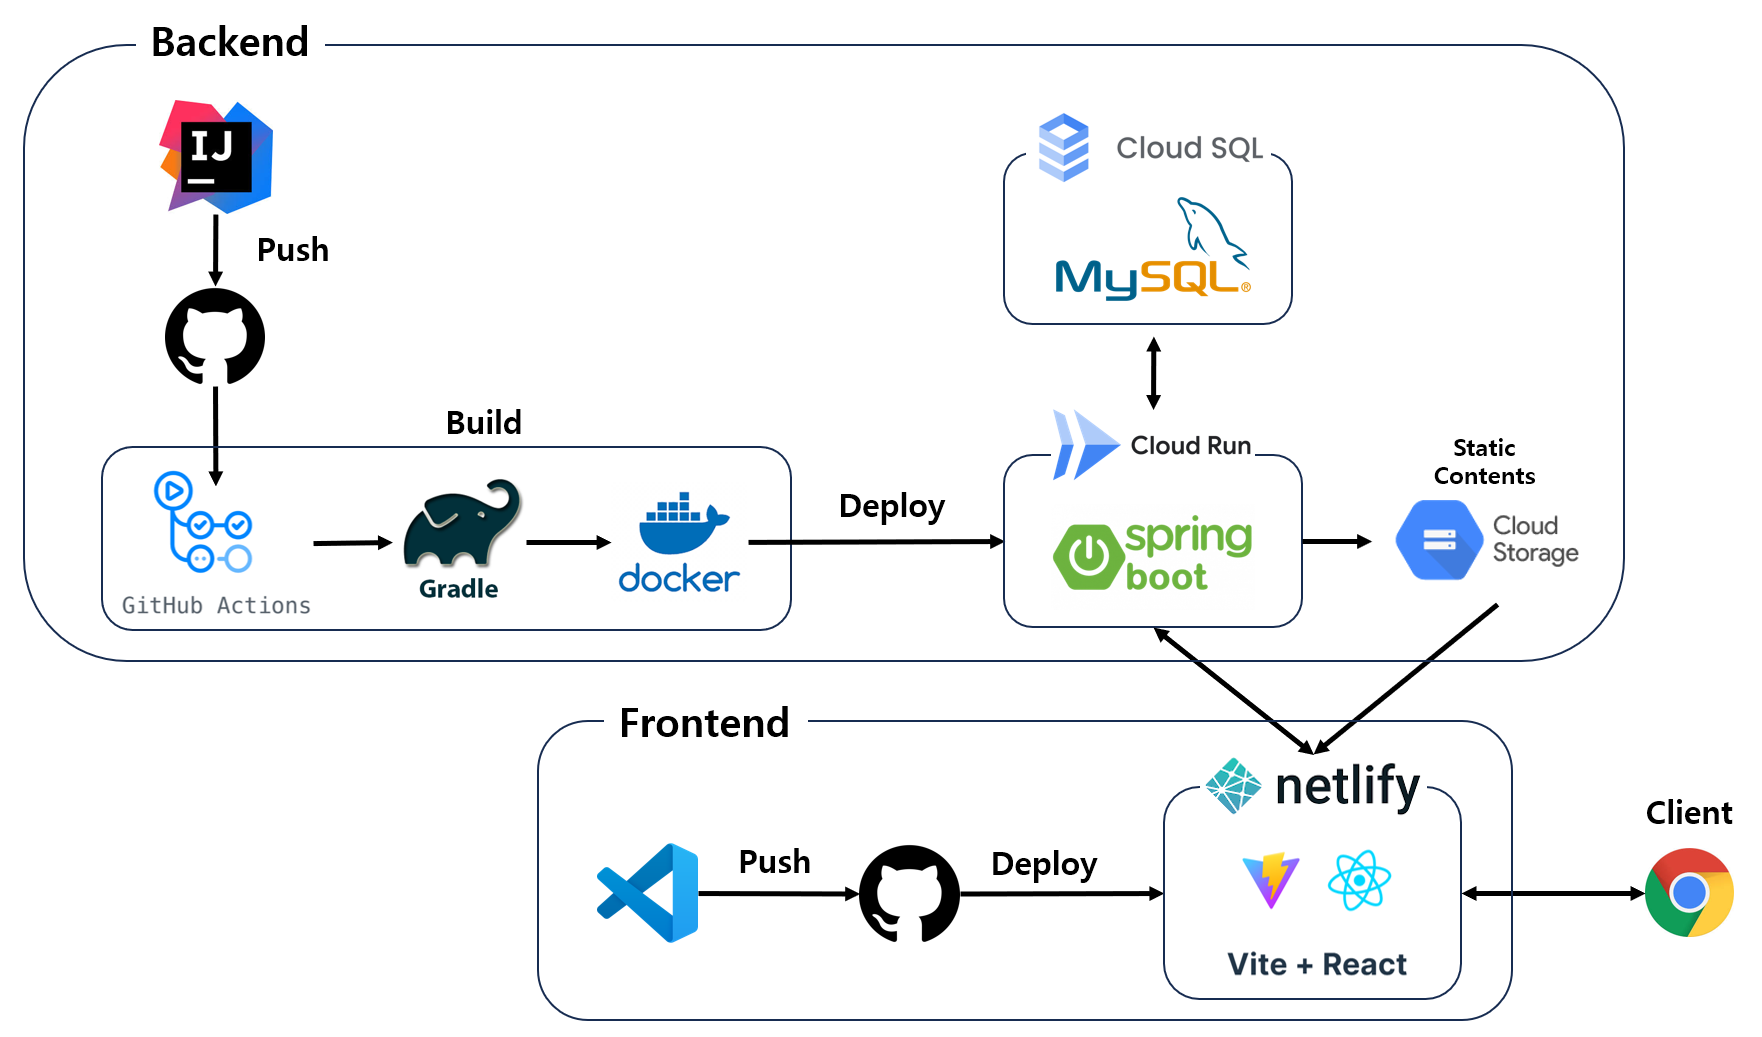 Backend
IJ
Push
Cloud SQL
MySQL®
Build
GitHub Actions
Gradle
docker
Deploy
Cloud Run
spring
boot
Static
Contents
Cloud
Storage
Frontend
Push
Deploy
netlify
Vite + React
Client